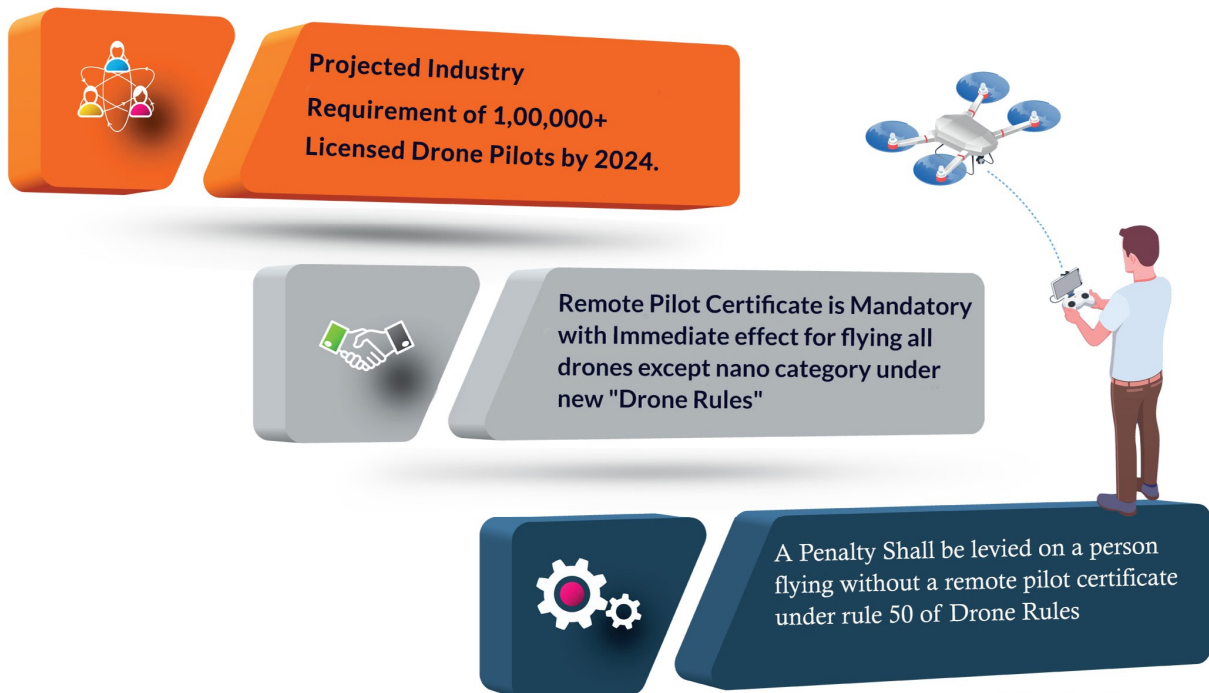 Projected Industry
Requirement of 1,00,000+
Licensed Drone Pilots by 2024.
Remote Pilot Certificate is Mandatory
with Immediate effect for flying all
drones except nano category under
new "Drone Rules"
A Penalty Shall be levied on a person
flying without a remote pilot certificate
under rule 50 of Drone Rules